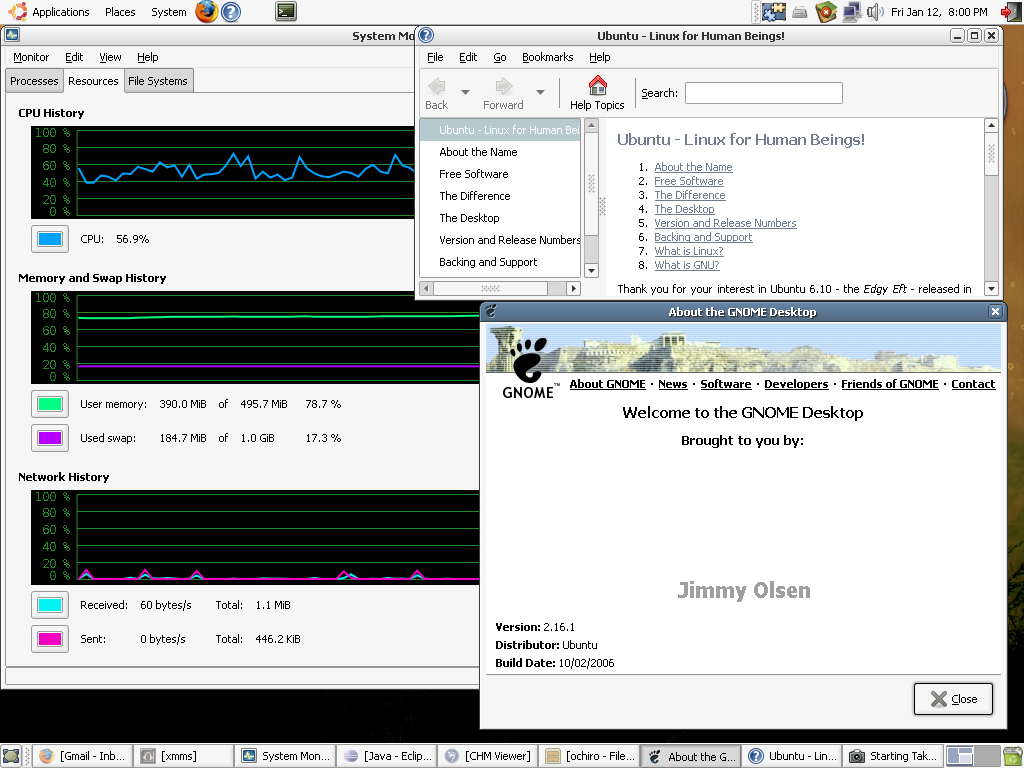 Applications Places System Fri Jan 12, 8:00 PM
System Mo
Monitor Edit View Help
Processes Resources File Systems
CPU History
100 %
80 %
60 %
40 %
20 %
0 %
CPU: 56.9%
Memory and Swap History
100 %
80 %
60 %
40 %
20 %
0 %
User memory: 390.0 MiB of 495.7 MiB 78.7 %
Used swap: 184.7 MiB of 1.0 GiB 17.3 %
Network History
100 %
80 %
60 %
40 %
20 %
0 %
Received: 60 bytes/s Total: 1.1 MiB
Sent: 0 bytes/s Total: 446.2 KiB
Ubuntu - Linux for Human Beings!
File Edit Go Bookmarks Help
Back Forward Help Topics Search:
Ubuntu - Linux for Human Bei
About the Name
Free Software
The Difference
The Desktop
Version and Release Numbers
Backing and Support
Ubuntu - Linux for Human Beings!
1. About the Name
2. Free Software
3. The Difference
4. The Desktop
5. Version and Release Numbers
6. Backing and Support
7. What is Linux?
8. What is GNU?
Thank you for your interest in Ubuntu 6.10 - the Edgy Eft - released in
About the GNOME Desktop
GNOME™
About GNOME · News · Software · Developers · Friends of GNOME · Contact
Welcome to the GNOME Desktop
Brought to you by:
Jimmy Olsen
Version: 2.16.1
Distributor: Ubuntu
Build Date: 10/02/2006
Close
[Gmail - Inb... [xmms] System Mon... [Java - Eclip... [CHM Viewer] [ochiro - File... About the G... Ubuntu - Lin... Starting Tak...